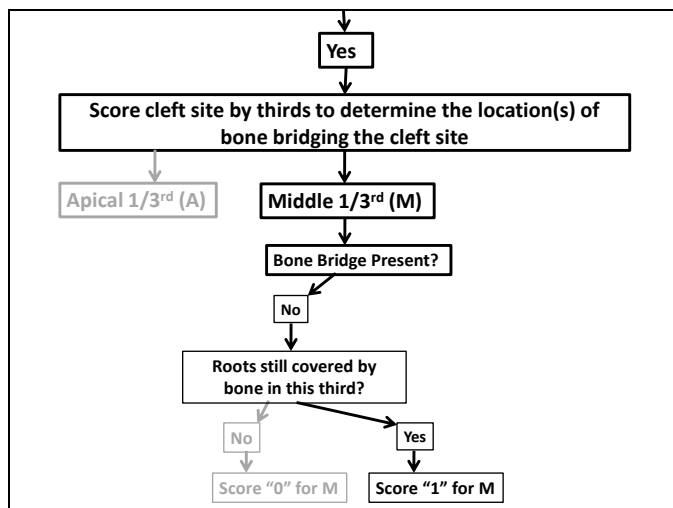 Yes
Score cleft site by thirds to determine the location(s) of
bone bridging the cleft site
Apical 1/3rd (A)
Middle 1/3rd (M)
Bone Bridge Present?
No
Roots still covered by
bone in this third?
No
Yes
Score “0” for M
Score “1” for M